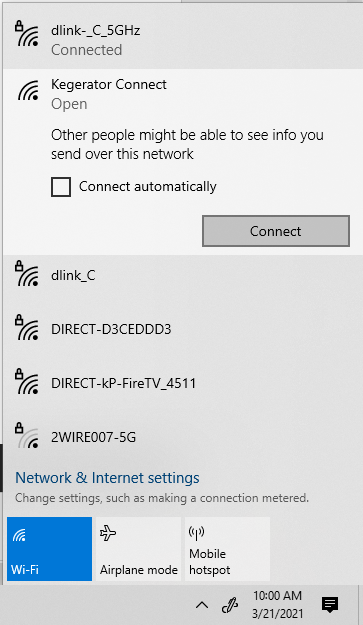 dlink-_C_5GHz
Connected
Kegerator Connect
Open
Other people might be able to see info you
send over this network
Connect automatically
Connect
dlink_C
DIRECT-D3CEDDD3
DIRECT-kP-FireTV_4511
2WIRE007-5G
Network & Internet settings
Change settings, such as making a connection metered.
Wi-Fi
Airplane mode
Mobile
hotspot
10:00 AM
3/21/2021